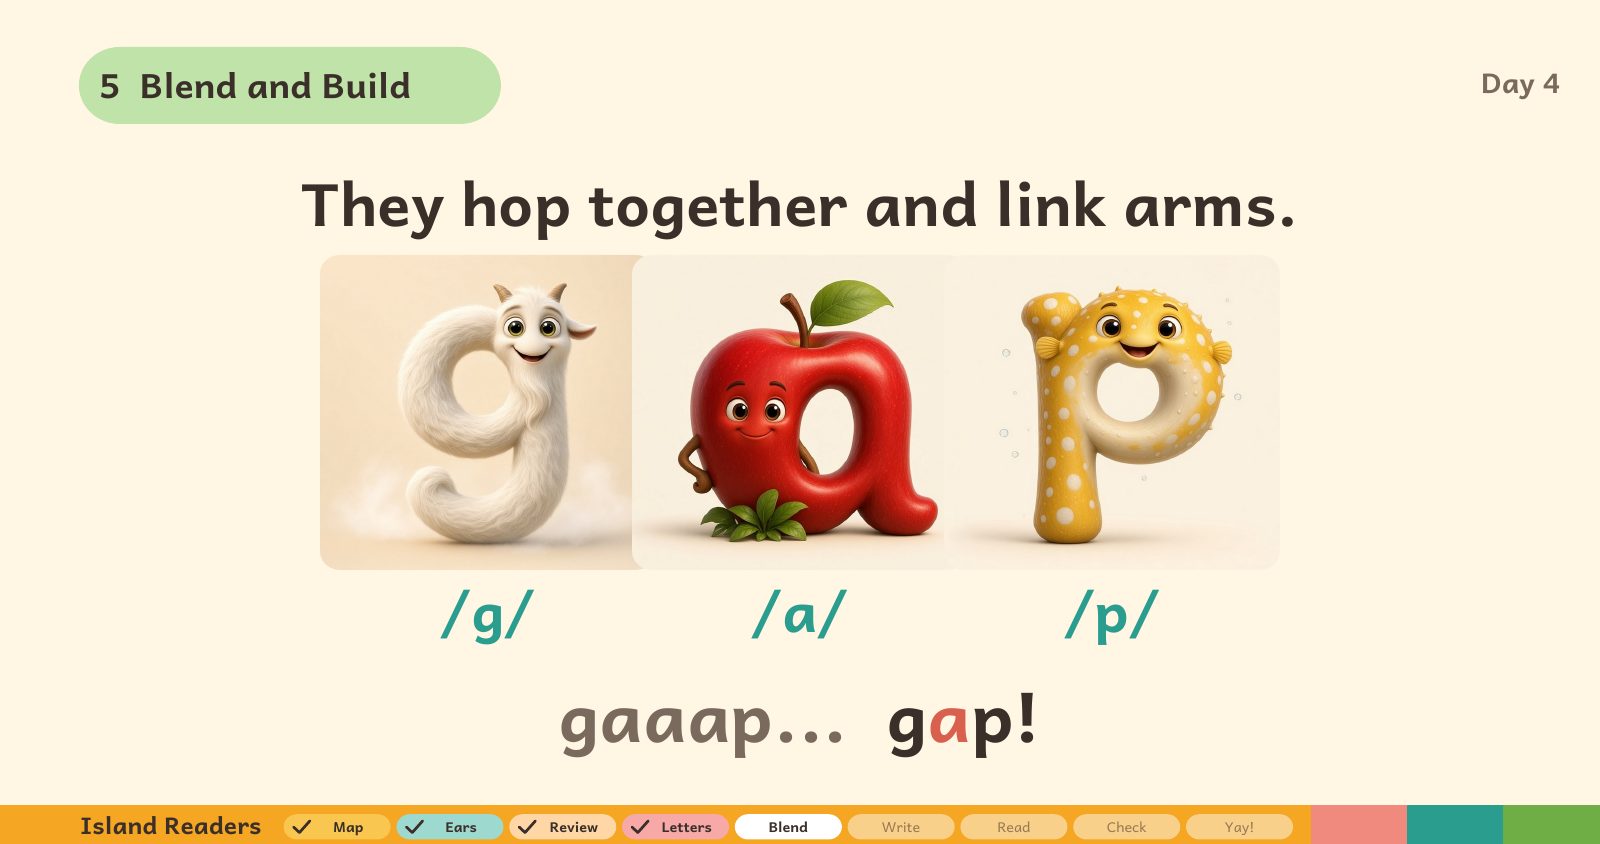 5 Blend and Build
Day 4
They hop together and link arms.
g a p
/g/ /a/ /p/
gaaap... gap!
Island Readers Map Ears Review Letters Blend Write Read Check Yay!